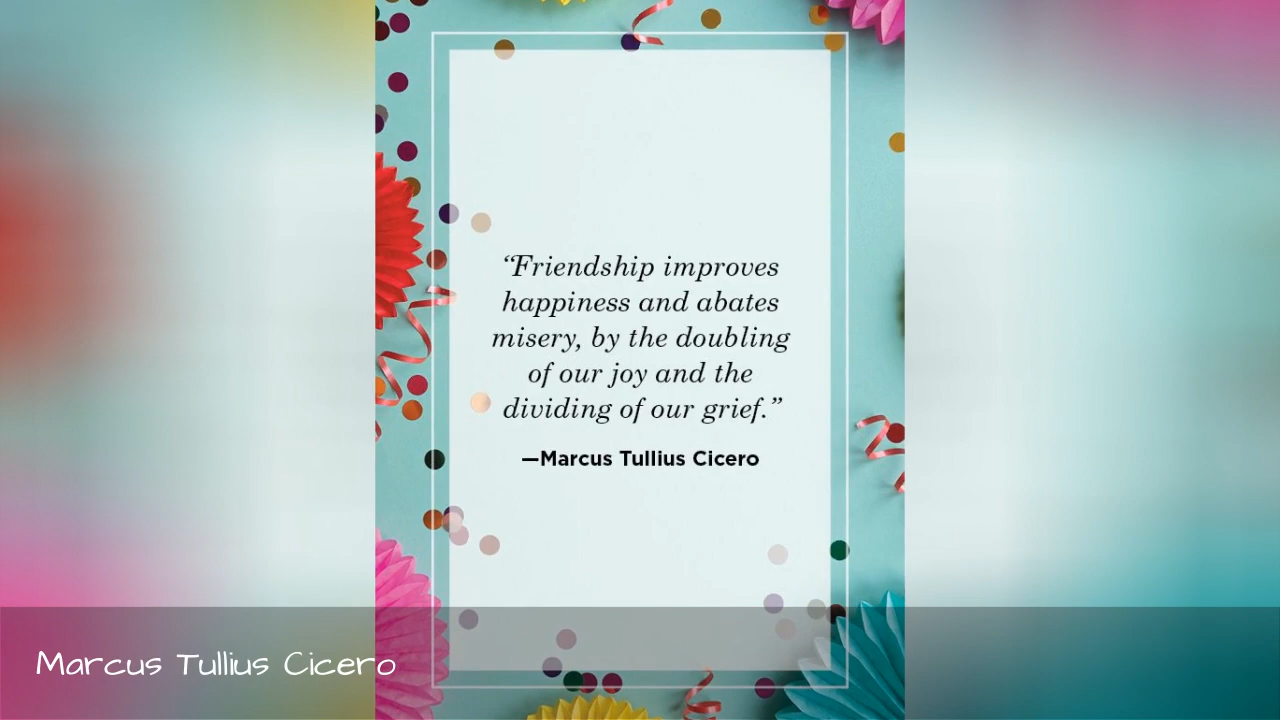 “Friendship improves
happiness and abates
misery, by the doubling
of our joy and the
dividing of our grief.”
—Marcus Tullius Cicero
Marcus Tullius Cicero